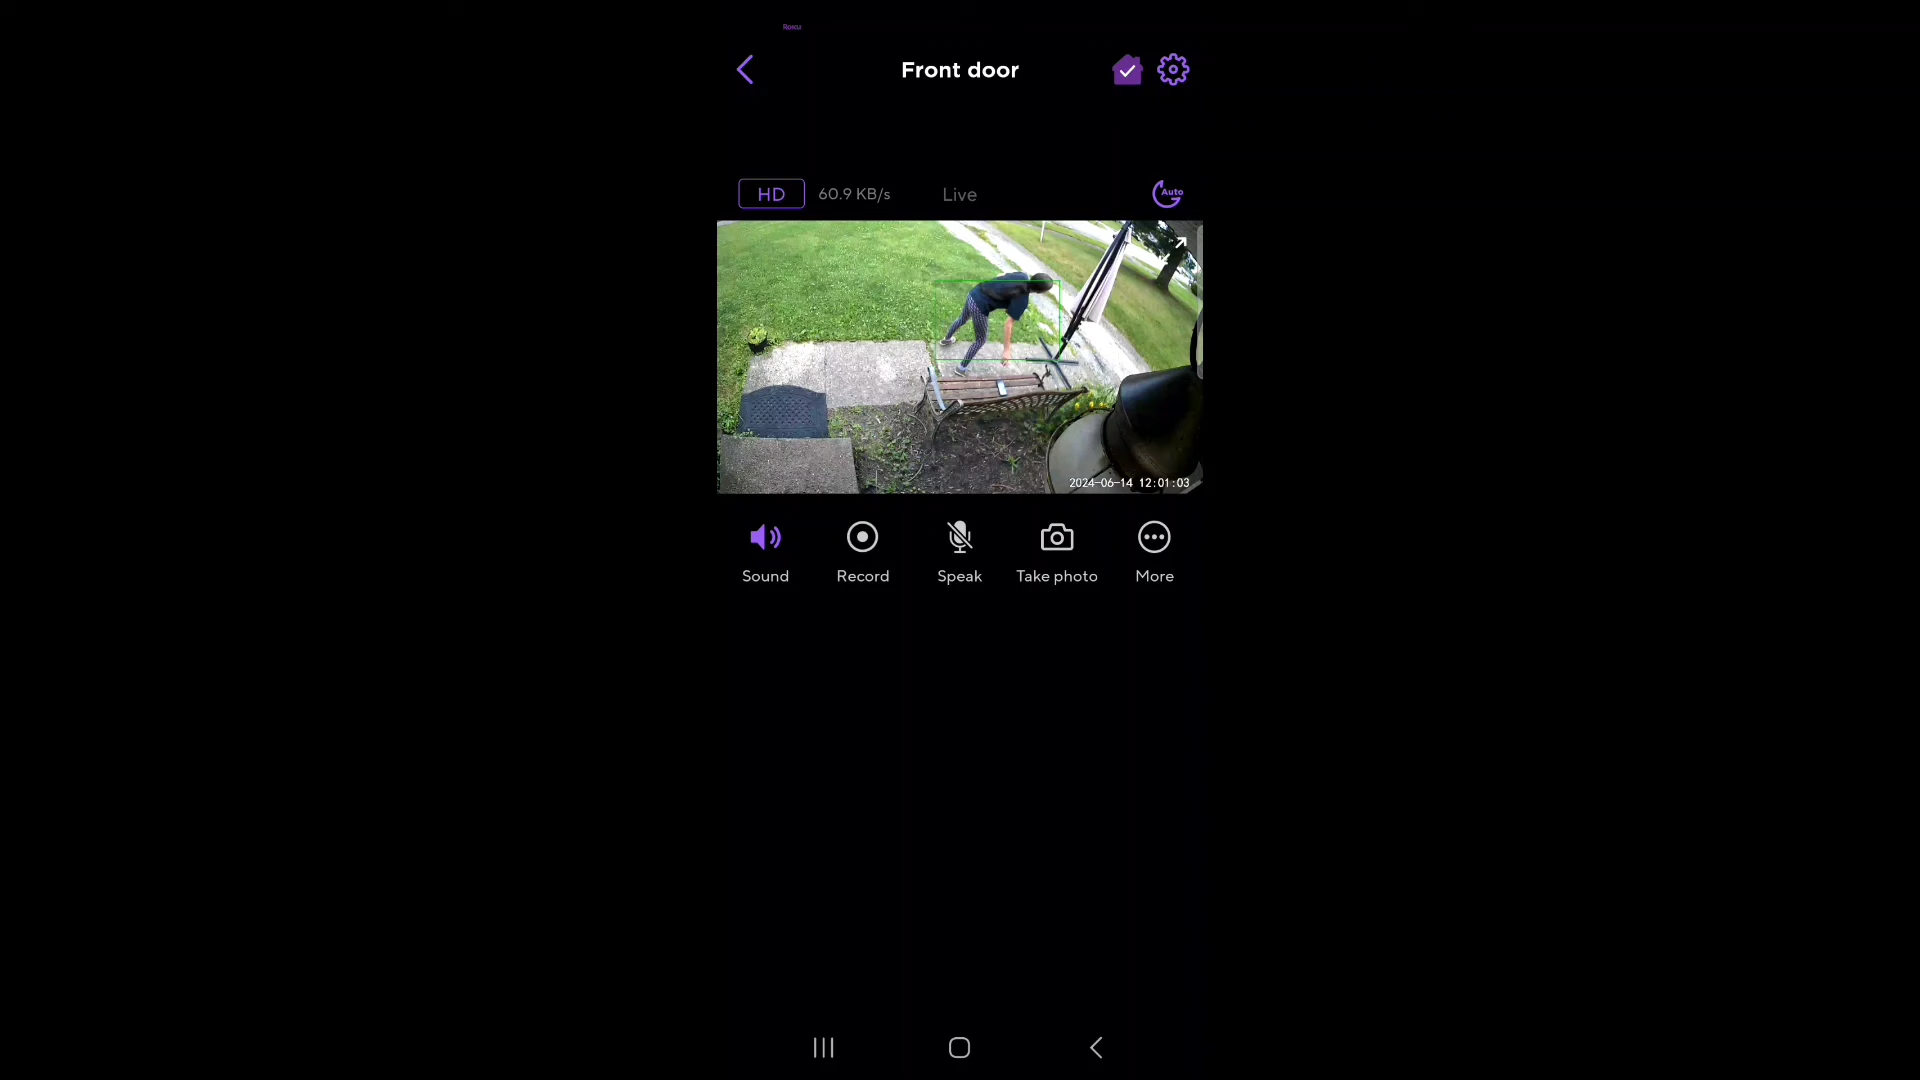 Roku
Front door
HD
60.9 KB/s
Live
Auto
2024-06-14 12:01:03
Sound
Record
Speak
Take photo
More